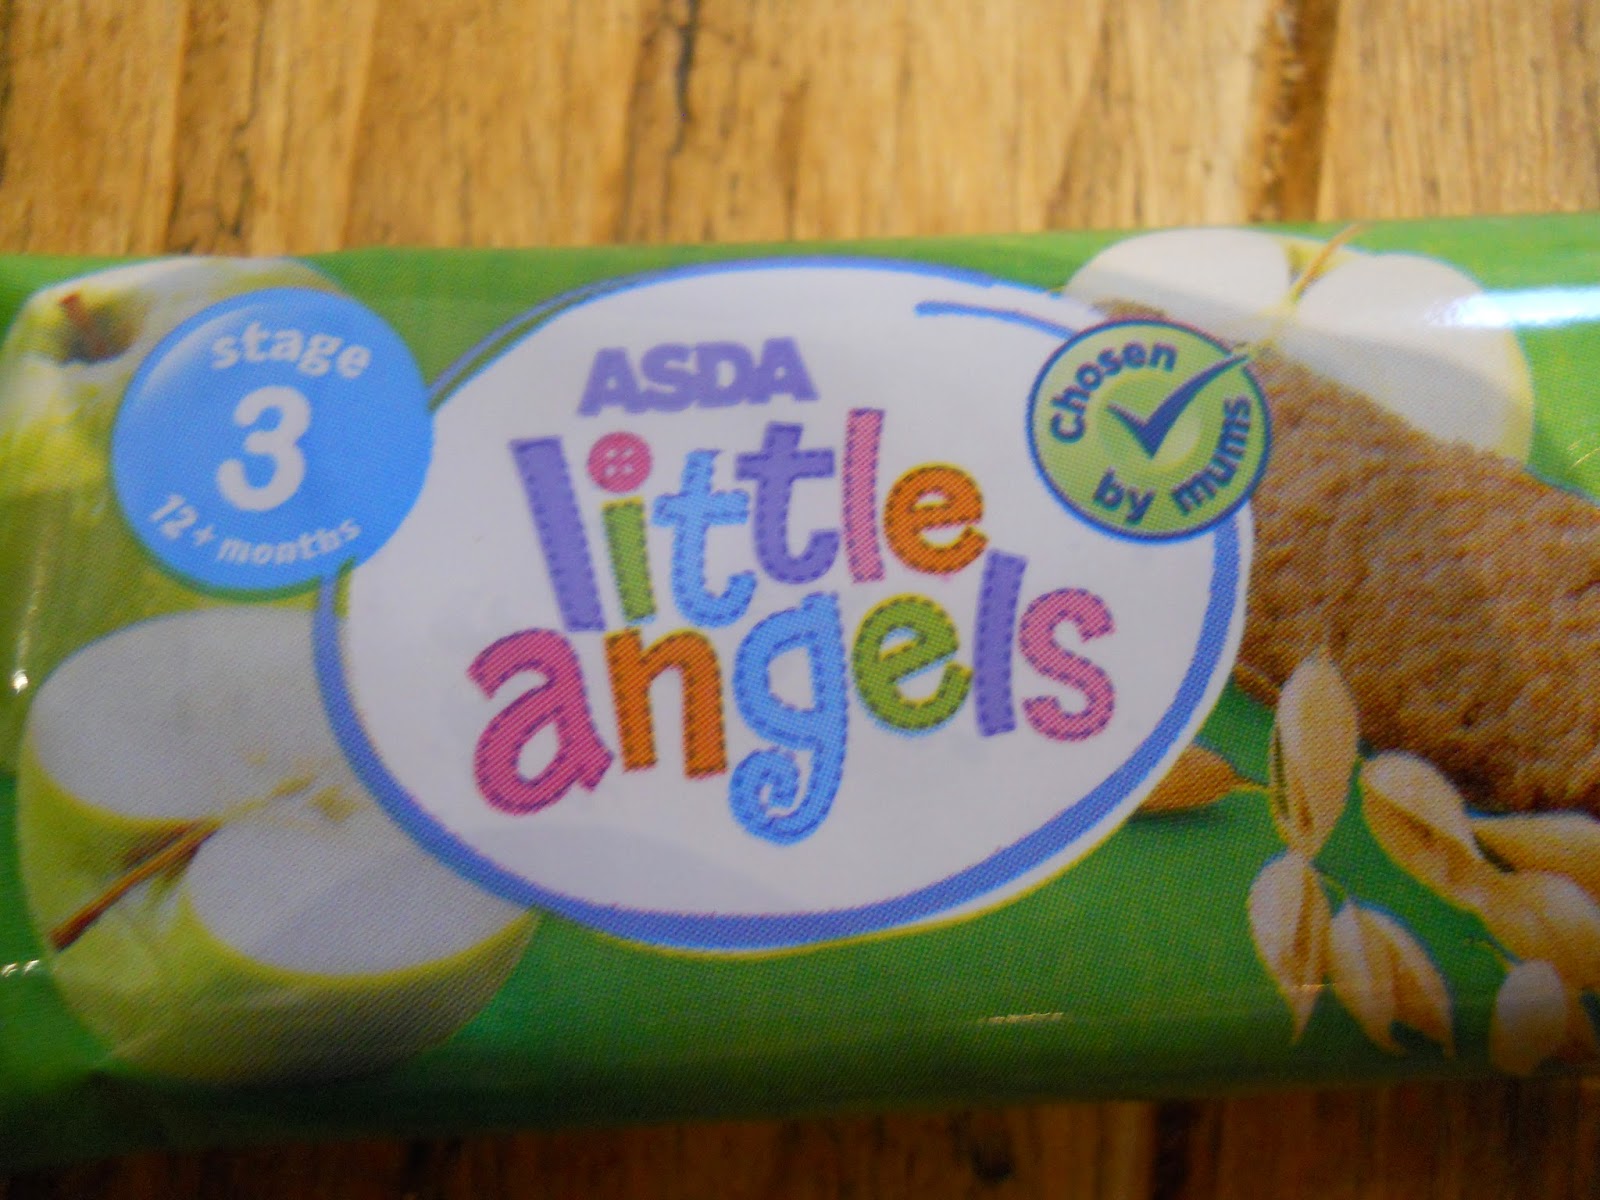 stage
3
12+ months
ASDA
little
angels
Chosen
by mums